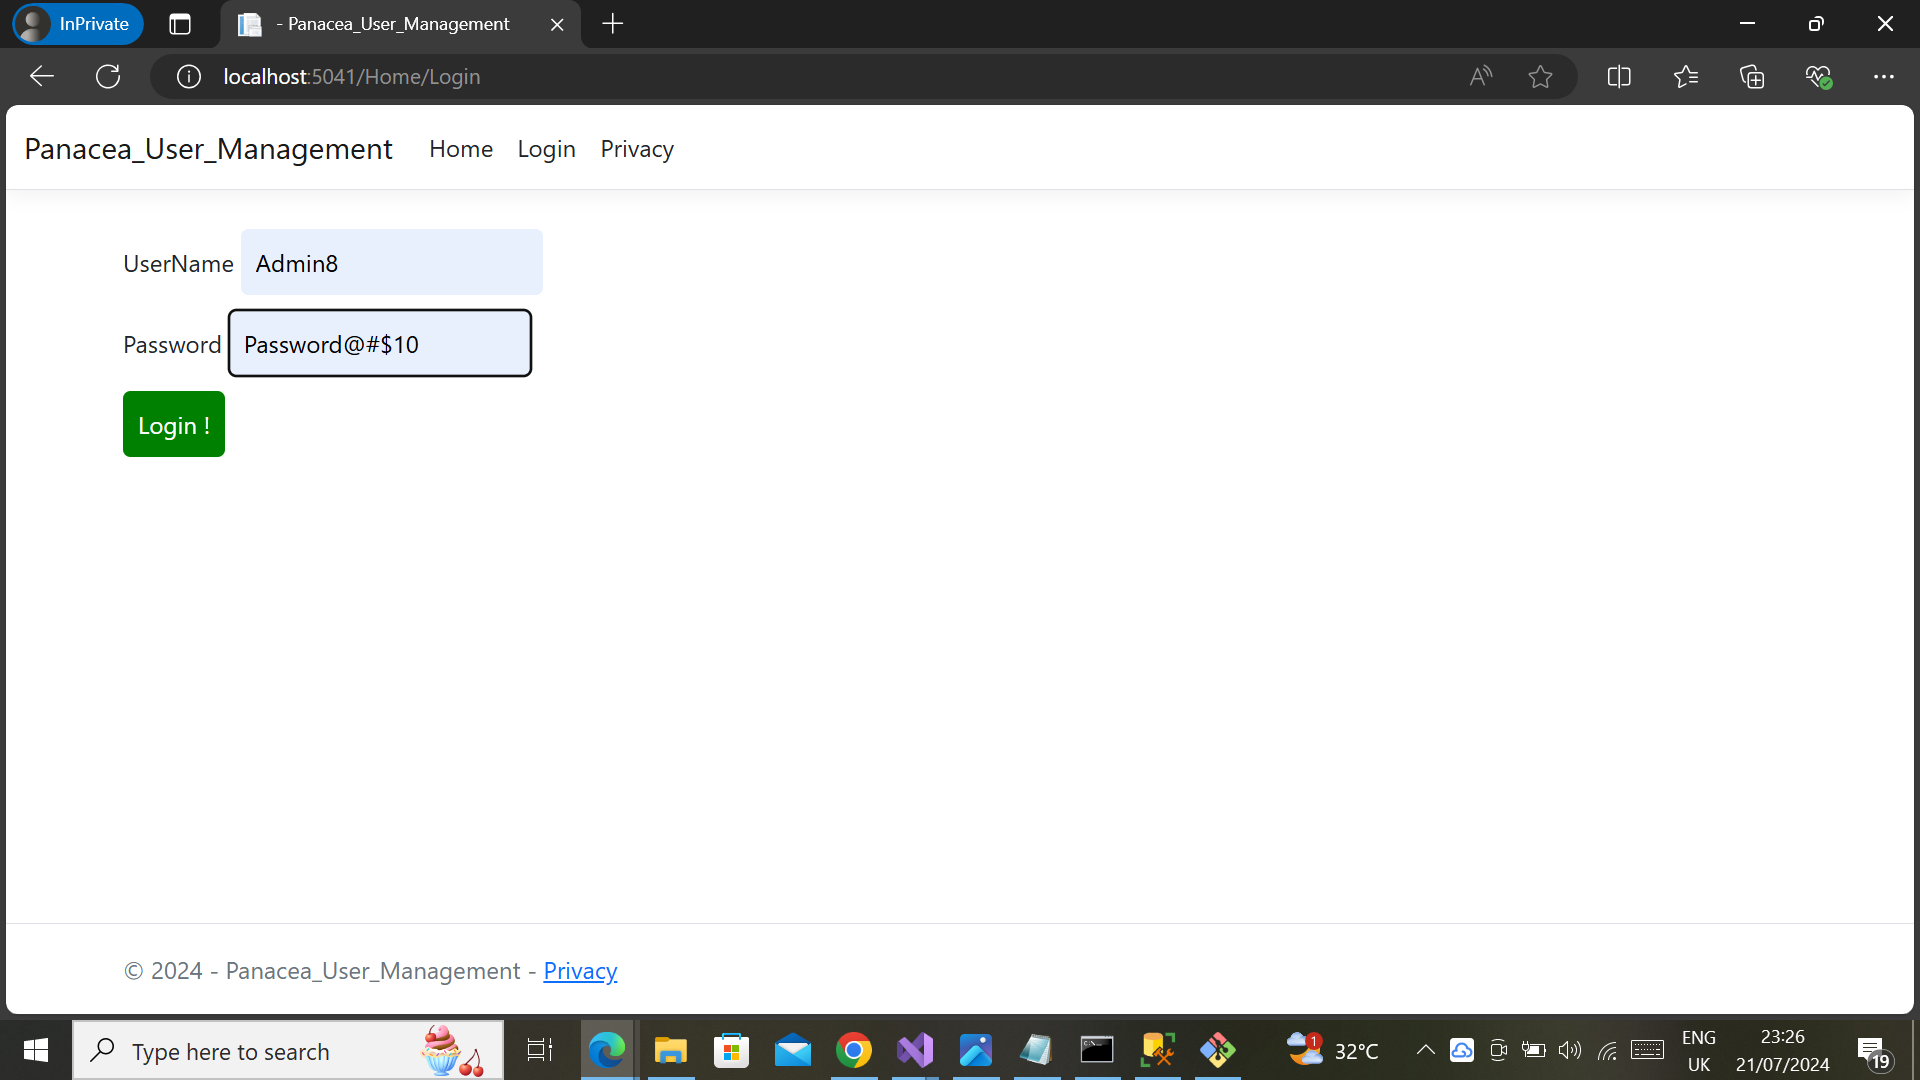 InPrivate
- Panacea_User_Management
localhost:5041/Home/Login
Panacea_User_Management Home Login Privacy
UserName Admin8
Password Password@#$10
Login !
© 2024 - Panacea_User_Management - Privacy
Type here to search
1
32°C
ENG
UK
23:26
21/07/2024
19